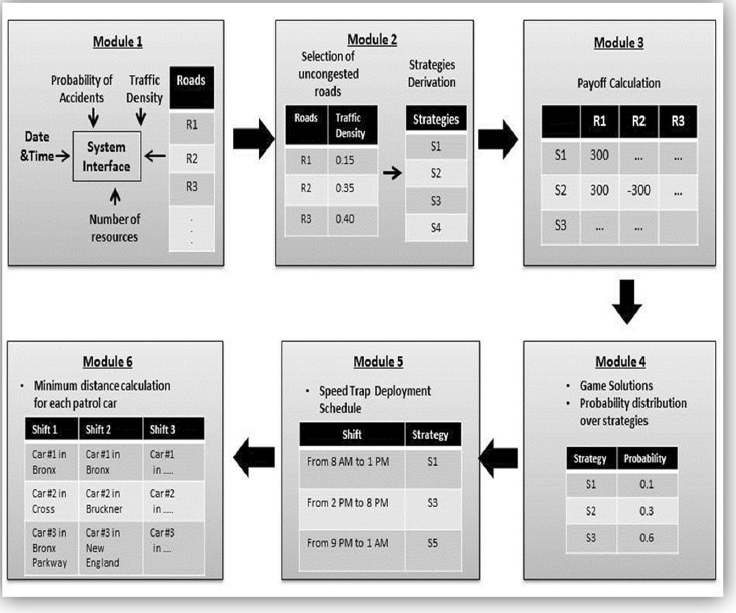 Module 1
Probability of Accidents
Traffic Density
Date &Time
System Interface
Number of resources
Roads
R1
R2
R3
.
.
.
Module 2
Selection of uncongested roads
Strategies Derivation
Roads Traffic Density
R1 0.15
R2 0.35
R3 0.40
Strategies
S1
S2
S3
S4
Module 3
Payoff Calculation
R1 R2 R3
S1 300 ... ...
S2 300 -300 ...
S3 ... ...
Module 6
• Minimum distance calculation for each patrol car
Shift 1 Shift 2 Shift 3
Car#1 in Bronx Car#1 in Bronx Car#1 in ....
Car#2 in Cross Car#2 in Bruckner Car#2 in ....
Car#3 in Bronx Parkway Car#3 in New England Car#3 in ...
Module 5
• Speed Trap Deployment Schedule
Shift Strategy
From 8 AM to 1 PM S1
From 2 PM to 8 PM S3
From 9 PM to 1 AM S5
Module 4
• Game Solutions
• Probability distribution over strategies
Strategy Probability
S1 0.1
S2 0.3
S3 0.6